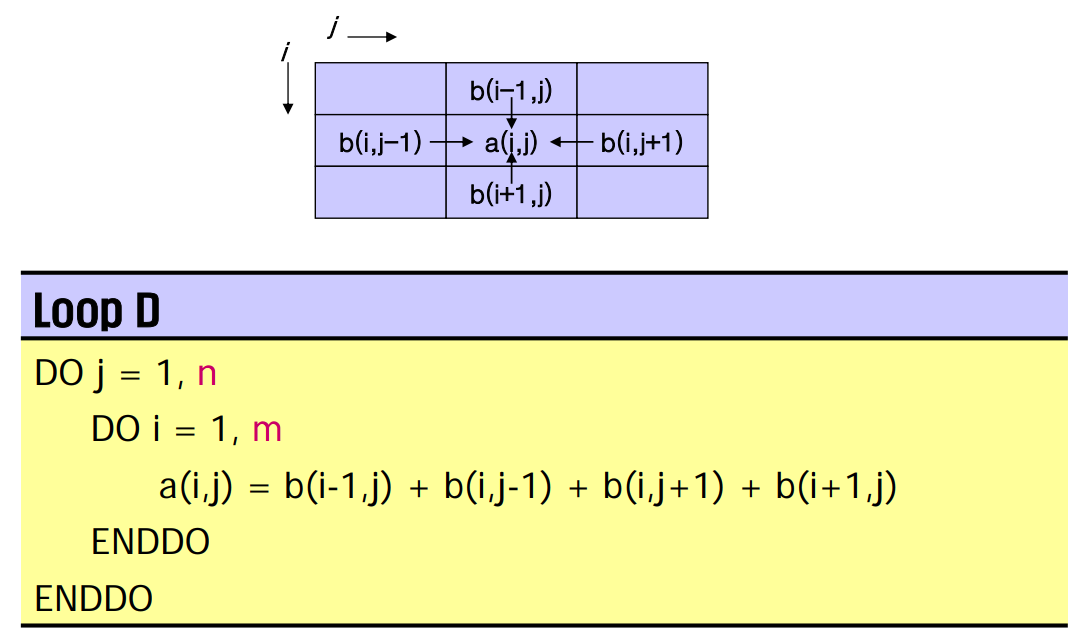 j
i
b(i−1,j)
b(i,j−1) a(i,j) b(i,j+1)
b(i+1,j)
Loop D
DO j = 1, n
DO i = 1, m
a(i,j) = b(i-1,j) + b(i,j-1) + b(i,j+1) + b(i+1,j)
ENDDO
ENDDO